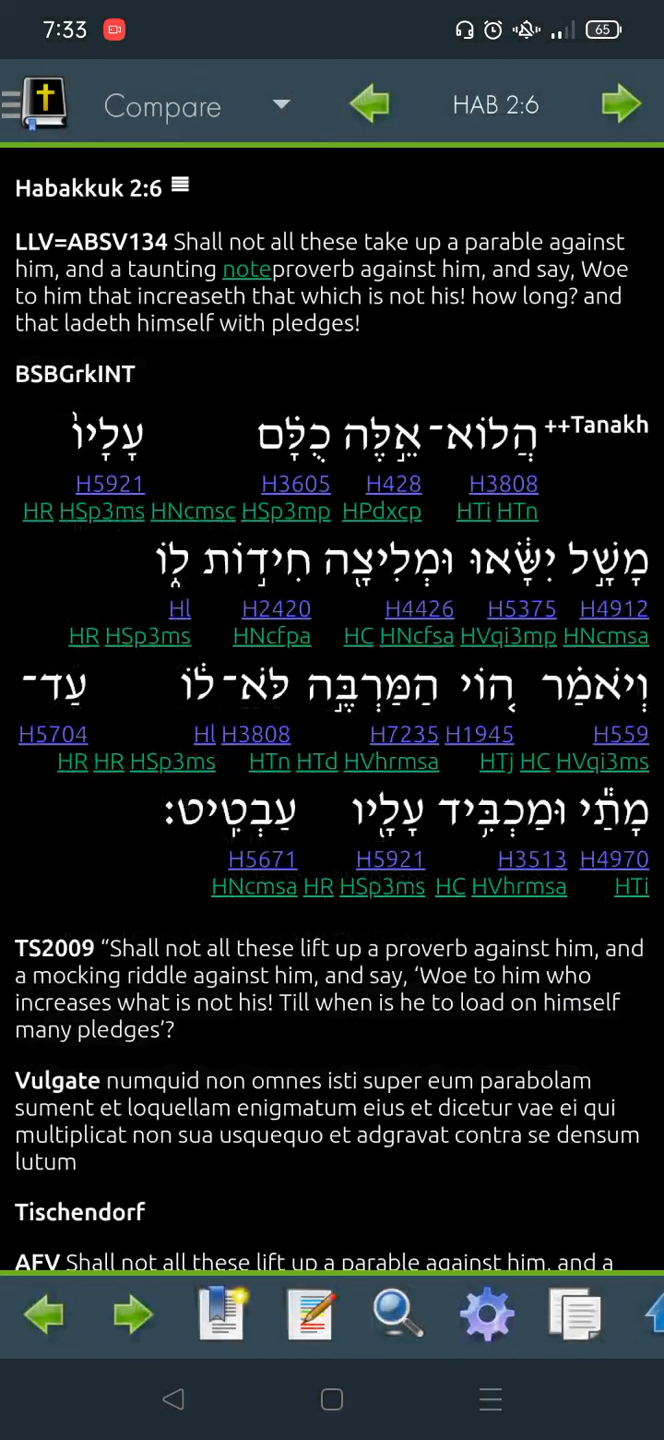 7:33
65
Compare
HAB 2:6
Habakkuk 2:6
LLV=ABSV134 Shall not all these take up a parable against
him, and a taunting noteproverb against him, and say, Woe
to him that increaseth that which is not his! how long? and
that ladeth himself with pledges!
BSBGrkINT
++Tanakh הֲלוֹא־ אֵ֣לֶּה כֻלָּ֗ם עָלָיו֙
H5921 H3605 H428 H3808
HR HSp3ms HNcmsc HSp3mp HPdxcp HTi HTn
מָשָׁ֣ל יִשָּׂ֔אוּ וּמְלִיצָ֖ה חִיד֣וֹת ל֑וֹ
Hl H2420 H4426 H5375 H4912
HR HSp3ms HNcfpa HC HNcfsa HVqi3mp HNcmsa
וְיֹאמַ֗ר ה֚וֹי הַמַּרְבֶּ֣ה לֹּא־ ל֔וֹ עַד־
H5704 Hl H3808 H7235 H1945 H559
HR HR HSp3ms HTn HTd HVhrmsa HTj HC HVqi3ms
מָתַ֕י וּמַכְבִּ֥יד עָלָ֖יו עַבְטִֽיט׃
H5671 H5921 H3513 H4970
HNcmsa HR HSp3ms HC HVhrmsa HTi
TS2009 “Shall not all these lift up a proverb against him, and
a mocking riddle against him, and say, ‘Woe to him who
increases what is not his! Till when is he to load on himself
many pledges’?
Vulgate numquid non omnes isti super eum parabolam
sument et loquellam enigmatum eius et dicetur vae ei qui
multiplicat non sua usquequo et adgravat contra se densum
lutum
Tischendorf
AFV Shall not all these lift up a parable against him, and a